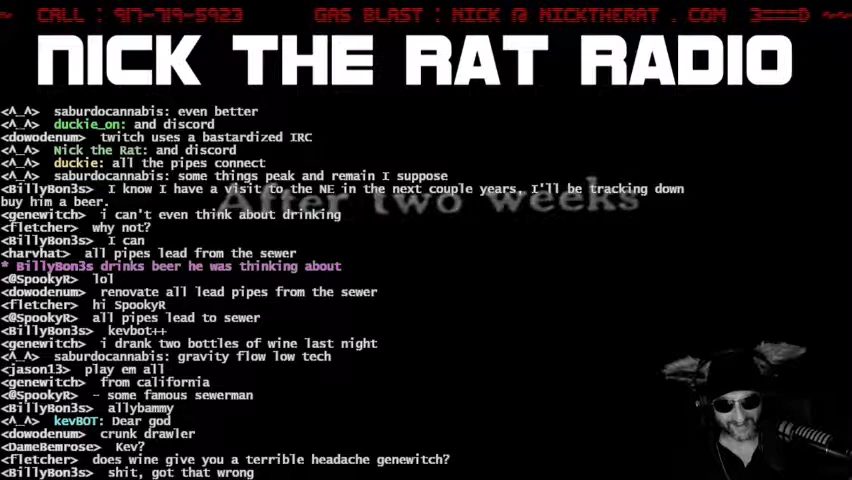 ~ CALL : 917-719-5923 GAS BLAST : NICK @ NICKTHERAT . COM 3===D ~~
NICK THE RAT RADIO
<^_^> saburdocannabis: even better
<^_^> duckie_on: and discord
<dowodenum> twitch uses a bastardized IRC
<^_^> Nick the Rat: and discord
<^_^> duckie: all the pipes connect
<^_^> saburdocannabis: some things peak and remain I suppose
<BillyBon3s> I know I have a visit to the NE in the next couple years, I'll be tracking down
buy him a beer.
After two weeks
<genewitch> i can't even think about drinking
<fletcher> why not?
<BillyBon3s> I can
<harvhat> all pipes lead from the sewer
* BillyBon3s drinks beer he was thinking about
<@SpookyR> lol
<dowodenum> renovate all lead pipes from the sewer
<fletcher> hi SpookyR
<@SpookyR> all pipes lead to sewer
<BillyBon3s> kevbot++
<genewitch> i drank two bottles of wine last night
<^_^> saburdocannabis: gravity flow low tech
<jason13> play em all
<genewitch> from california
<@SpookyR> -- some famous sewerman
<BillyBon3s> allybammy
<^_^> kevBOT: Dear god
<dowodenum> crunk drawler
<DameBemrose> Kev?
<fletcher> does wine give you a terrible headache genewitch?
<BillyBon3s> shit, got that wrong